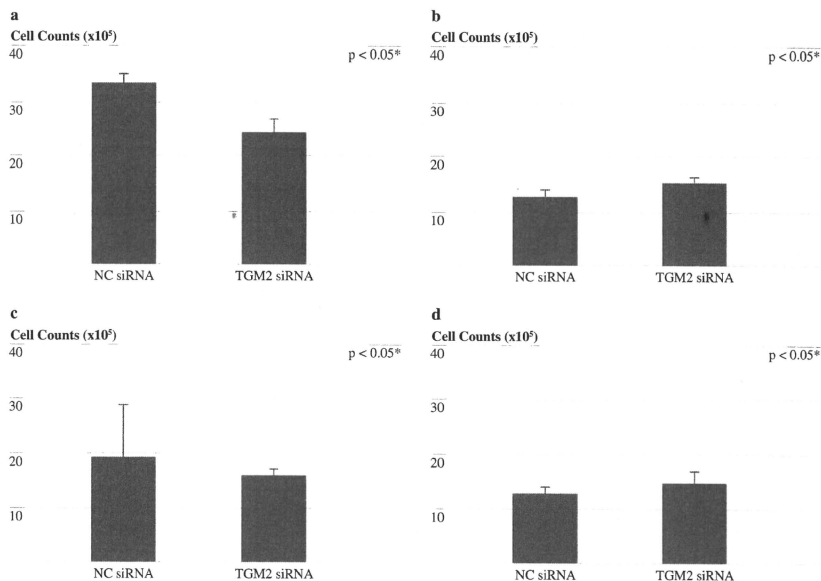 a
Cell Counts (x10⁵)
40
p < 0.05*
30
20
10
*
NC siRNA
TGM2 siRNA
b
Cell Counts (x10⁵)
40
p < 0.05*
30
20
10
*
NC siRNA
TGM2 siRNA
c
Cell Counts (x10⁵)
40
p < 0.05*
30
20
10
NC siRNA
TGM2 siRNA
d
Cell Counts (x10⁵)
40
p < 0.05*
30
20
10
NC siRNA
TGM2 siRNA